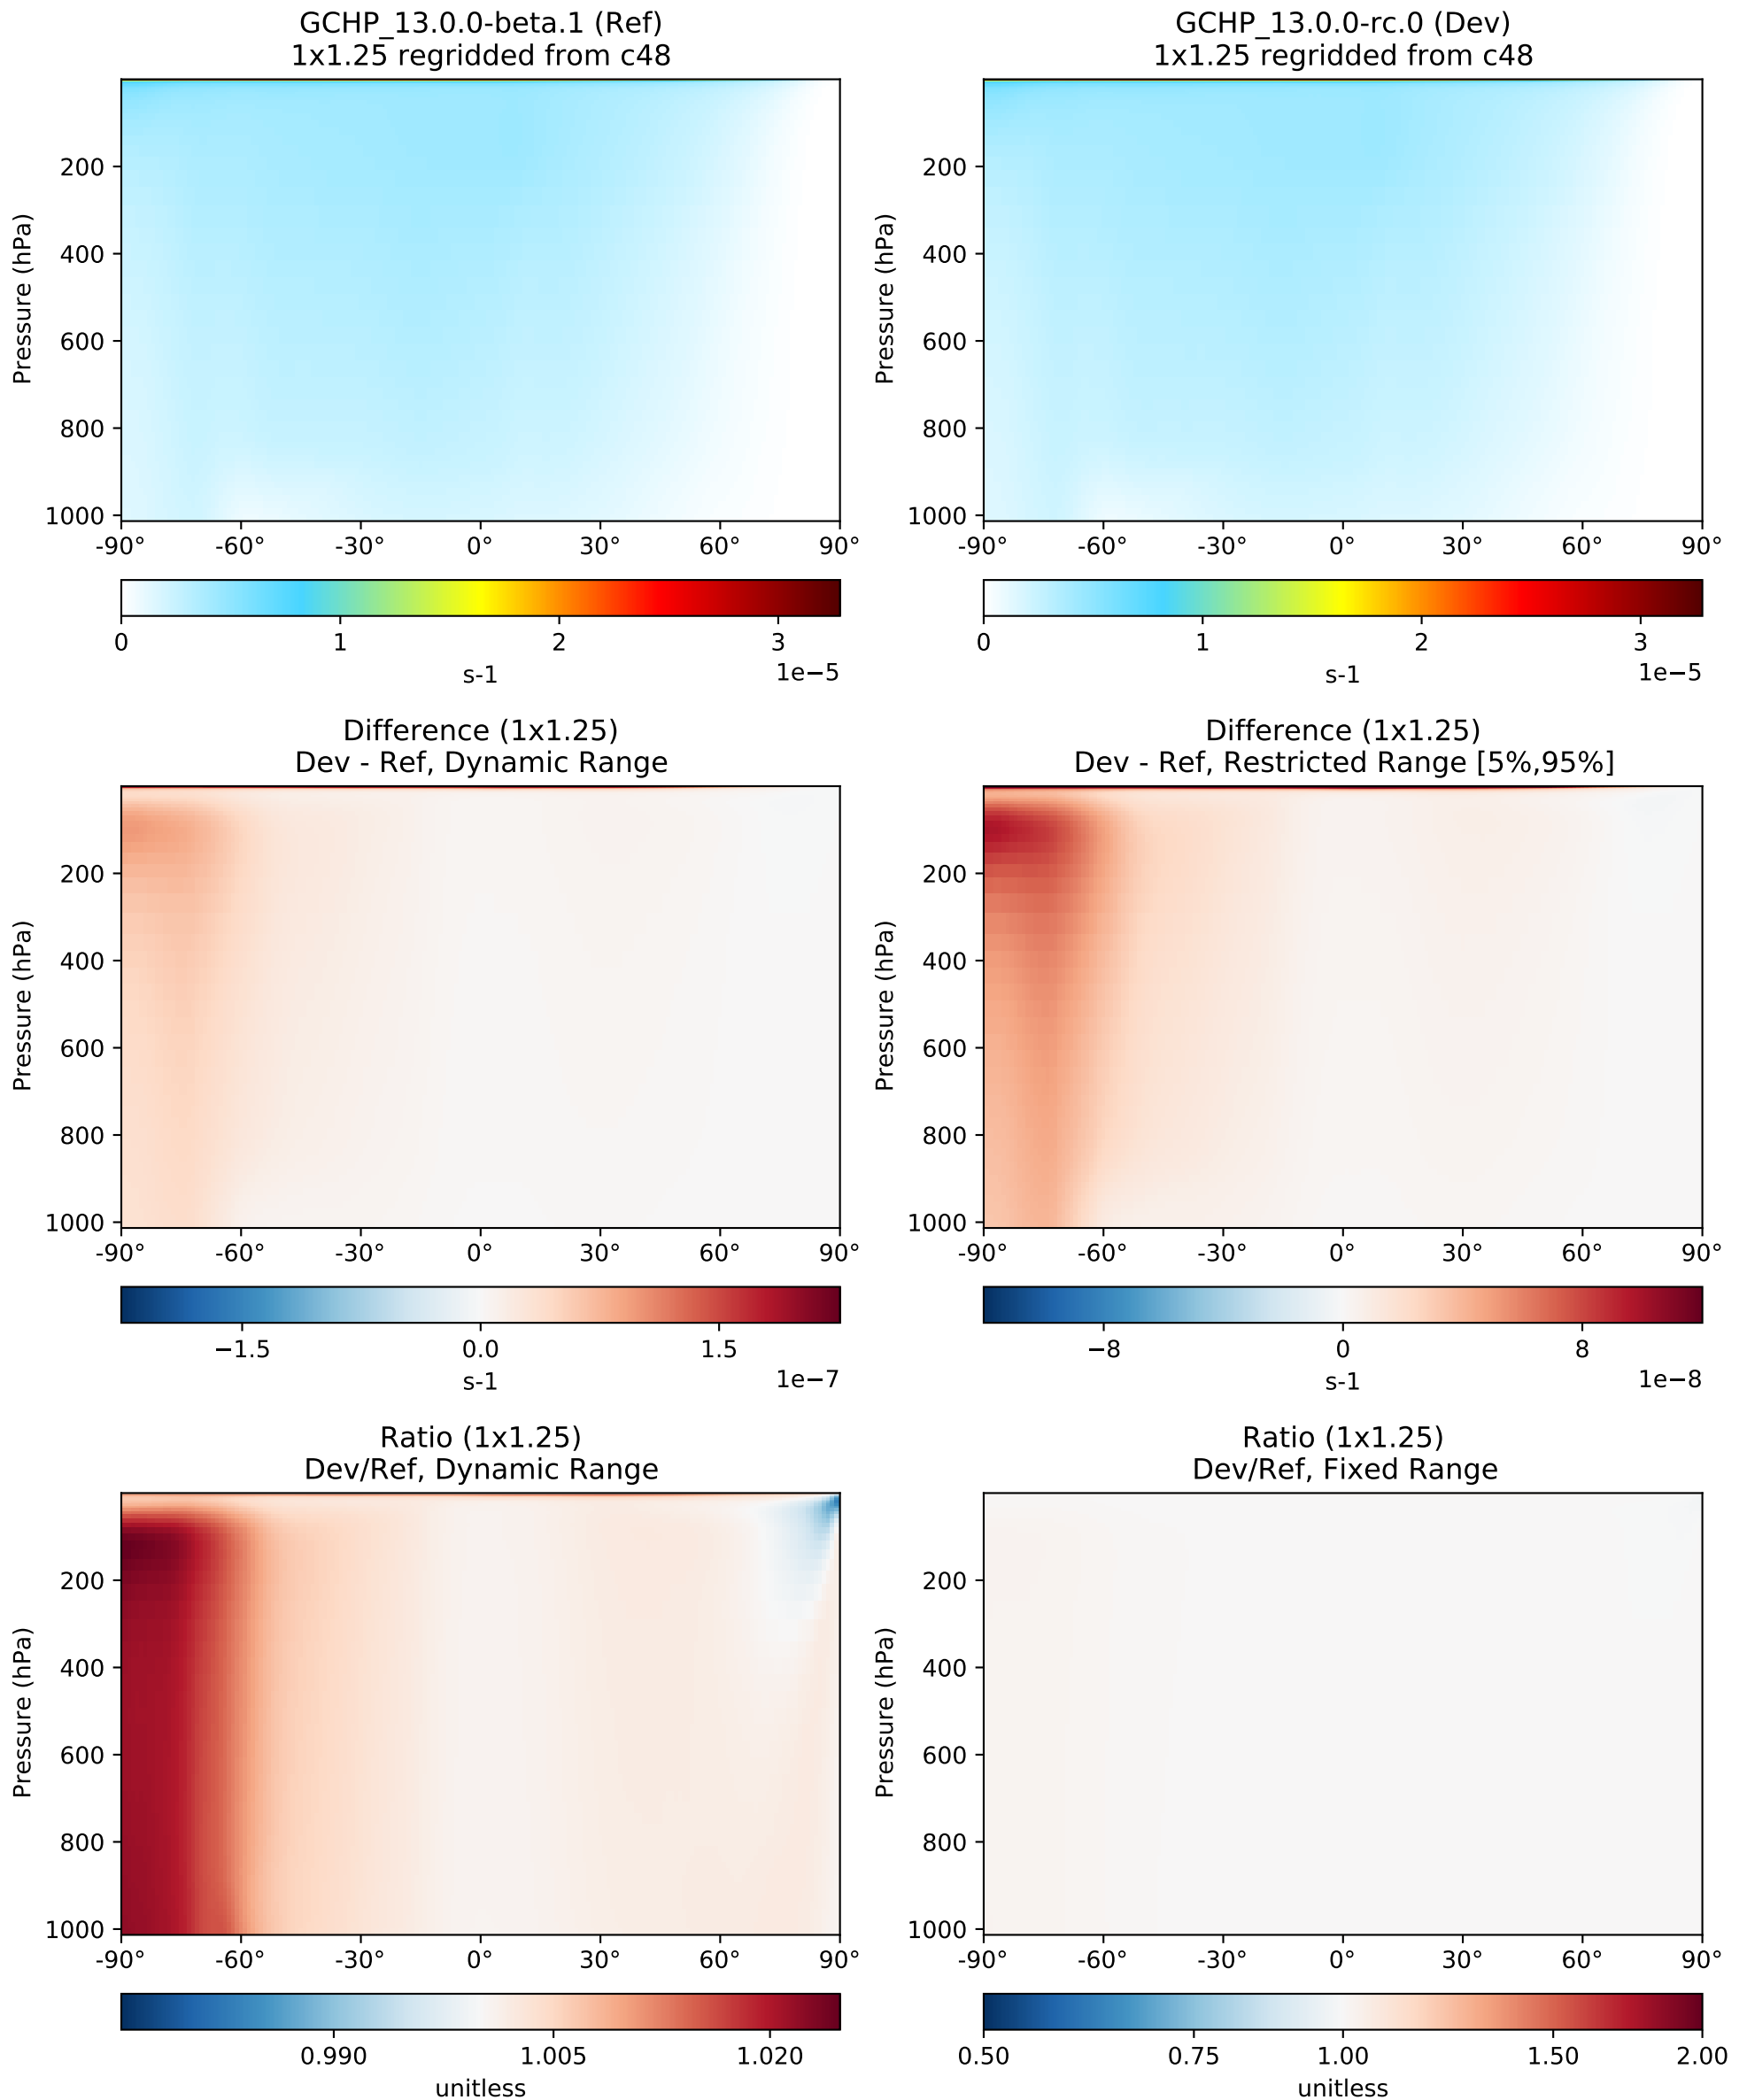 GCHP_13.0.0-beta.1 (Ref)
1x1.25 regridded from c48
Pressure (hPa)
200
400
600
800
1000
-90° -60° -30° 0° 30° 60° 90°
0 1 2 3
s-1 1e−5
GCHP_13.0.0-rc.0 (Dev)
1x1.25 regridded from c48
Pressure (hPa)
200
400
600
800
1000
-90° -60° -30° 0° 30° 60° 90°
0 1 2 3
s-1 1e−5
Difference (1x1.25)
Dev - Ref, Dynamic Range
Pressure (hPa)
200
400
600
800
1000
-90° -60° -30° 0° 30° 60° 90°
−1.5 0.0 1.5
s-1 1e−7
Difference (1x1.25)
Dev - Ref, Restricted Range [5%,95%]
Pressure (hPa)
200
400
600
800
1000
-90° -60° -30° 0° 30° 60° 90°
−8 0 8
s-1 1e−8
Ratio (1x1.25)
Dev/Ref, Dynamic Range
Pressure (hPa)
200
400
600
800
1000
-90° -60° -30° 0° 30° 60° 90°
0.990 1.005 1.020
unitless
Ratio (1x1.25)
Dev/Ref, Fixed Range
Pressure (hPa)
200
400
600
800
1000
-90° -60° -30° 0° 30° 60° 90°
0.50 0.75 1.00 1.50 2.00
unitless